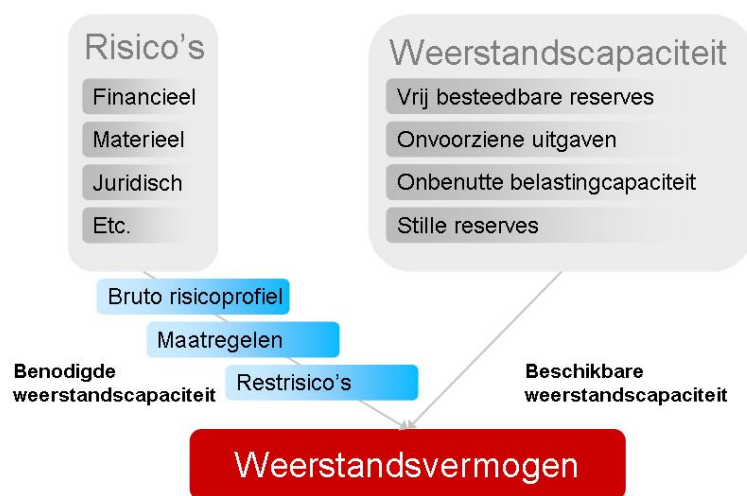 Risico's
Financieel
Materieel
Juridisch
Etc.
Weerstandscapaciteit
Vrij besteedbare reserves
Onvoorziene uitgaven
Onbenutte belastingcapaciteit
Stille reserves
Bruto risicoprofiel
Maatregelen
Restrisico's
Benodigde
weerstandscapaciteit
Beschikbare
weerstandscapaciteit
Weerstandsvermogen